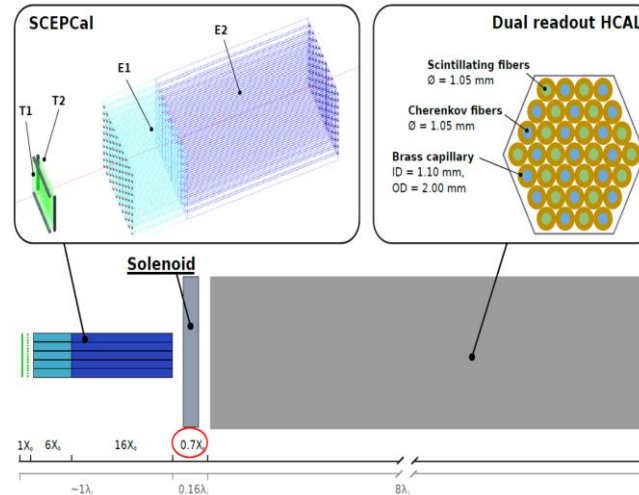 SCEPCal
E1
E2
T1
T2
Dual readout HCAL
Scintillating fibers
Ø = 1.05 mm
Cherenkov fibers
Ø = 1.05 mm
Brass capillary
ID = 1.10 mm,
OD = 2.00 mm
Solenoid
1X₀ 6X₀ 16X₀ 0.7X₀
~1λᵢ 0.16λᵢ 8λᵢ